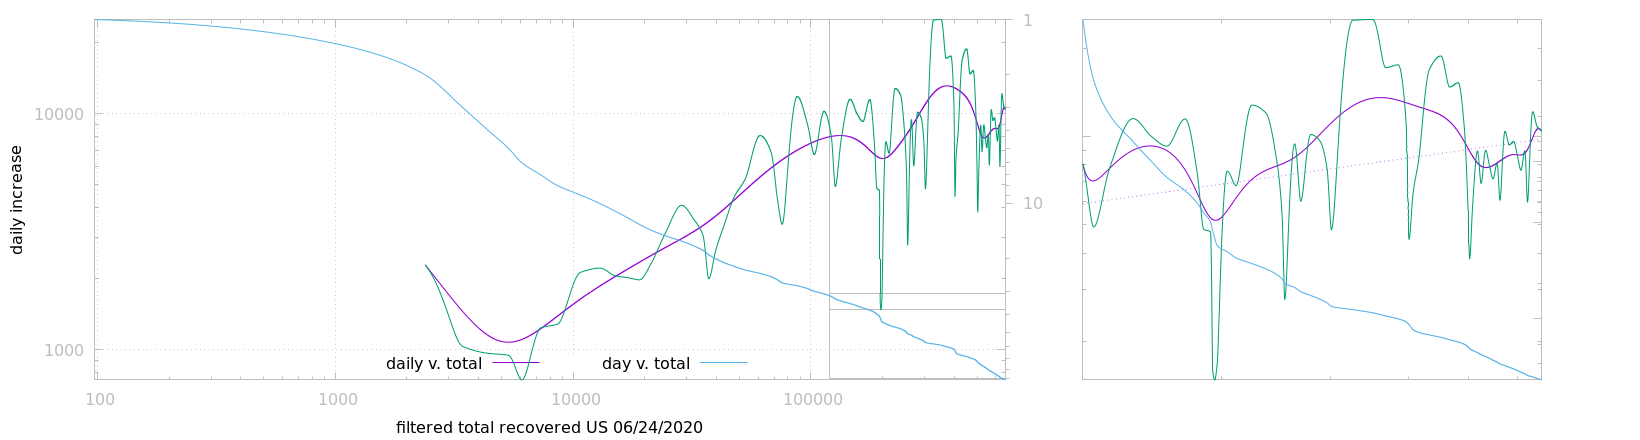 1
10000
10
daily increase
1000
daily v. total
day v. total
100
1000
10000
100000
filtered total recovered US 06/24/2020